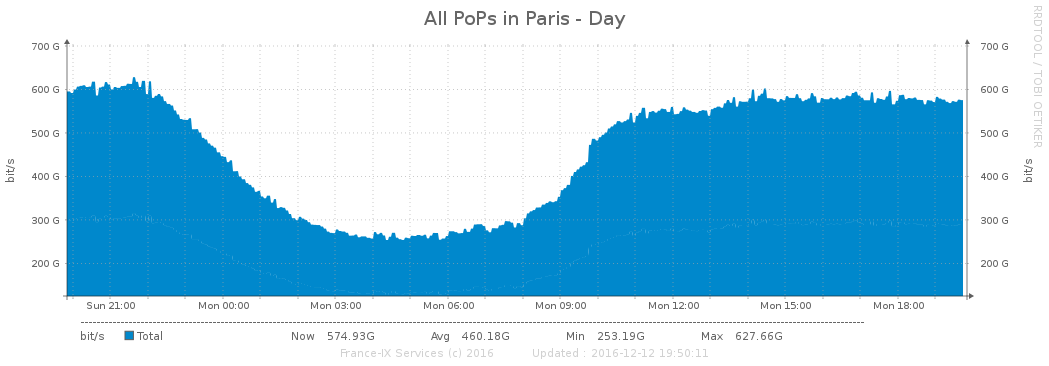 All PoPs in Paris - Day
RRDTOOL / TOBI OETIKER
bit/s
bit/s
700 G 700 G
600 G 600 G
500 G 500 G
400 G 400 G
300 G 300 G
200 G 200 G
Sun 21:00 Mon 00:00 Mon 03:00 Mon 06:00 Mon 09:00 Mon 12:00 Mon 15:00 Mon 18:00
bit/s Total Now 574.93G Avg 460.18G Min 253.19G Max 627.66G
France-IX Services (c) 2016 Updated : 2016-12-12 19:50:11